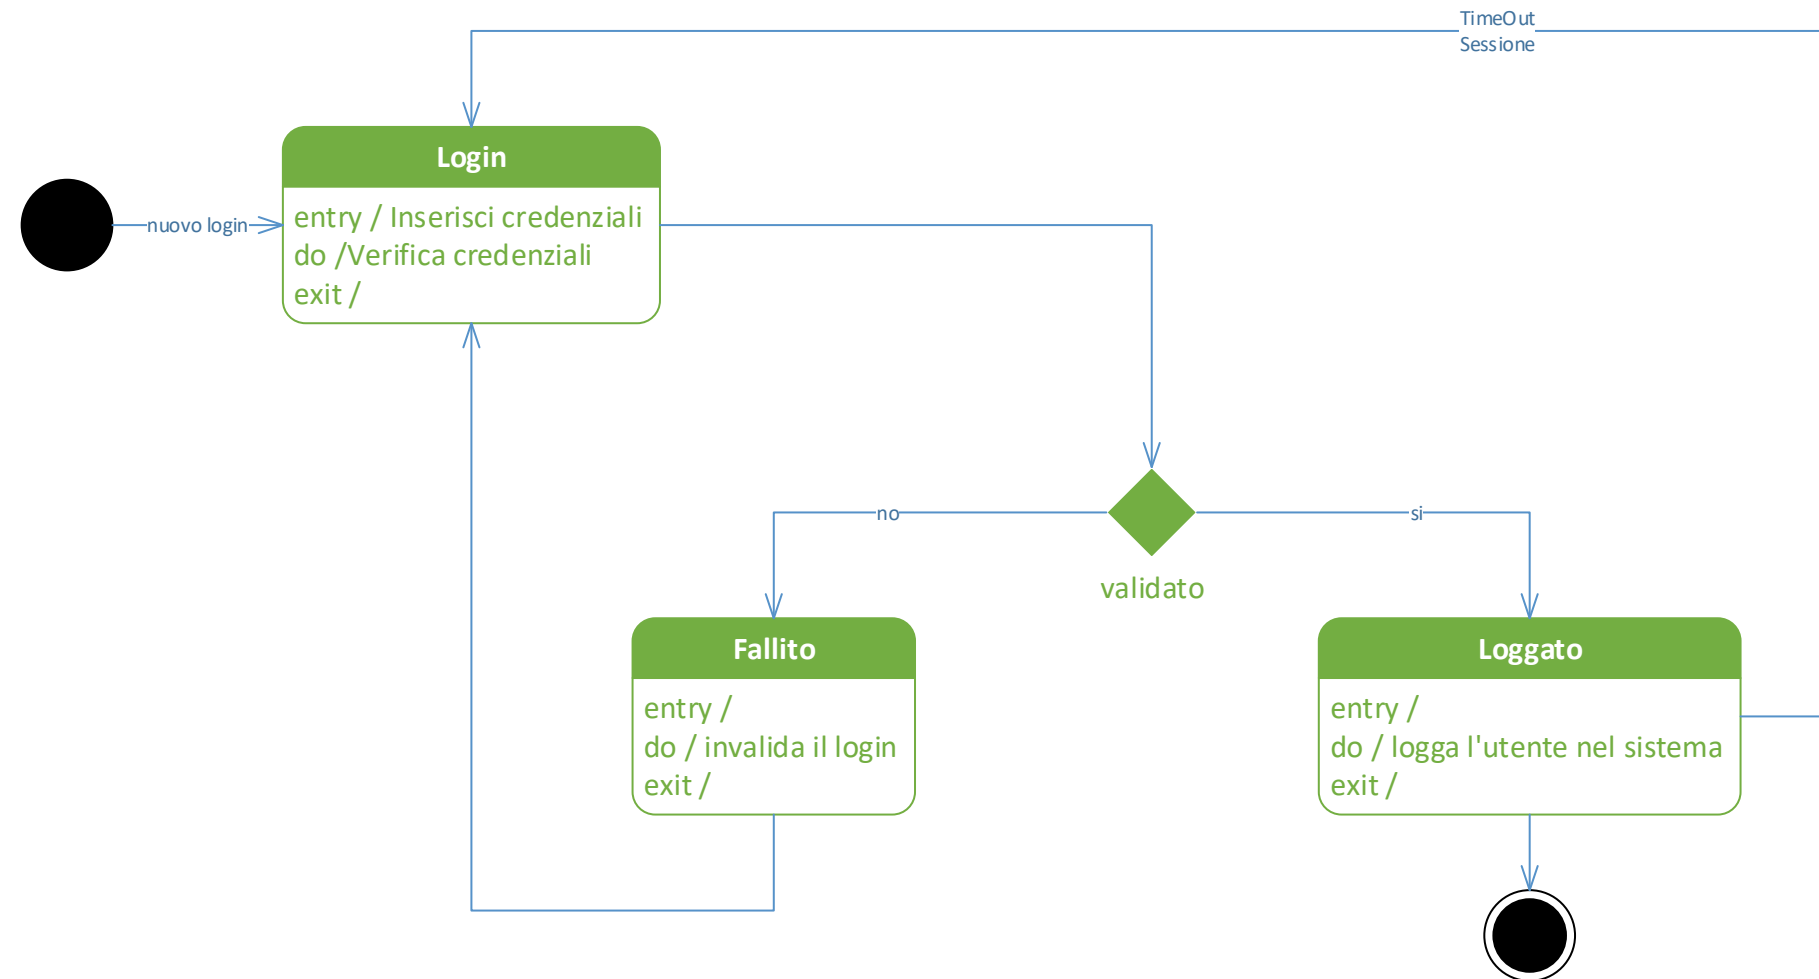 TimeOut
Sessione
Login
nuovo login
entry / Inserisci credenziali
do /Verifica credenziali
exit /
no
si
validato
Fallito
entry /
do / invalida il login
exit /
Loggato
entry /
do / logga l'utente nel sistema
exit /